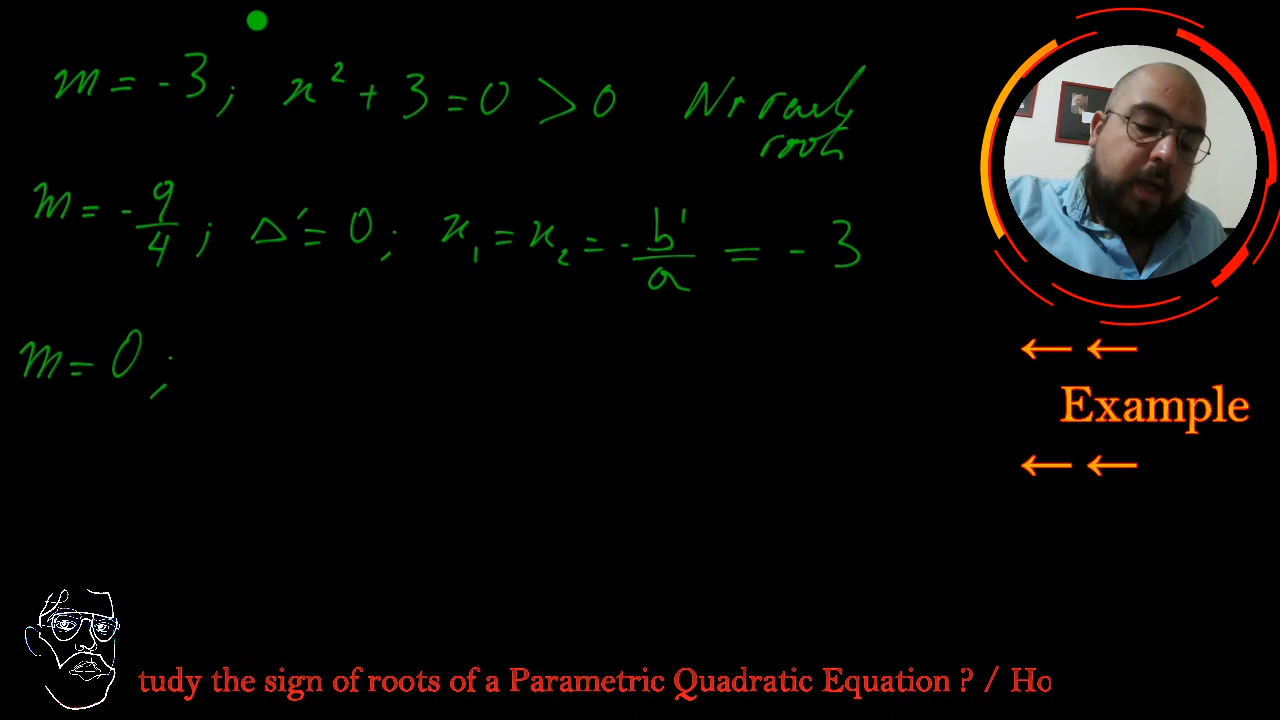 m = -3 ; x² + 3 = 0 > 0 No real
root
m = -9/4 ; Δ' = 0 ; x₁ = x₂ = -b'/a = -3
m = 0 ;
← ←
Example
← ←
tudy the sign of roots of a Parametric Quadratic Equation ? / Ho